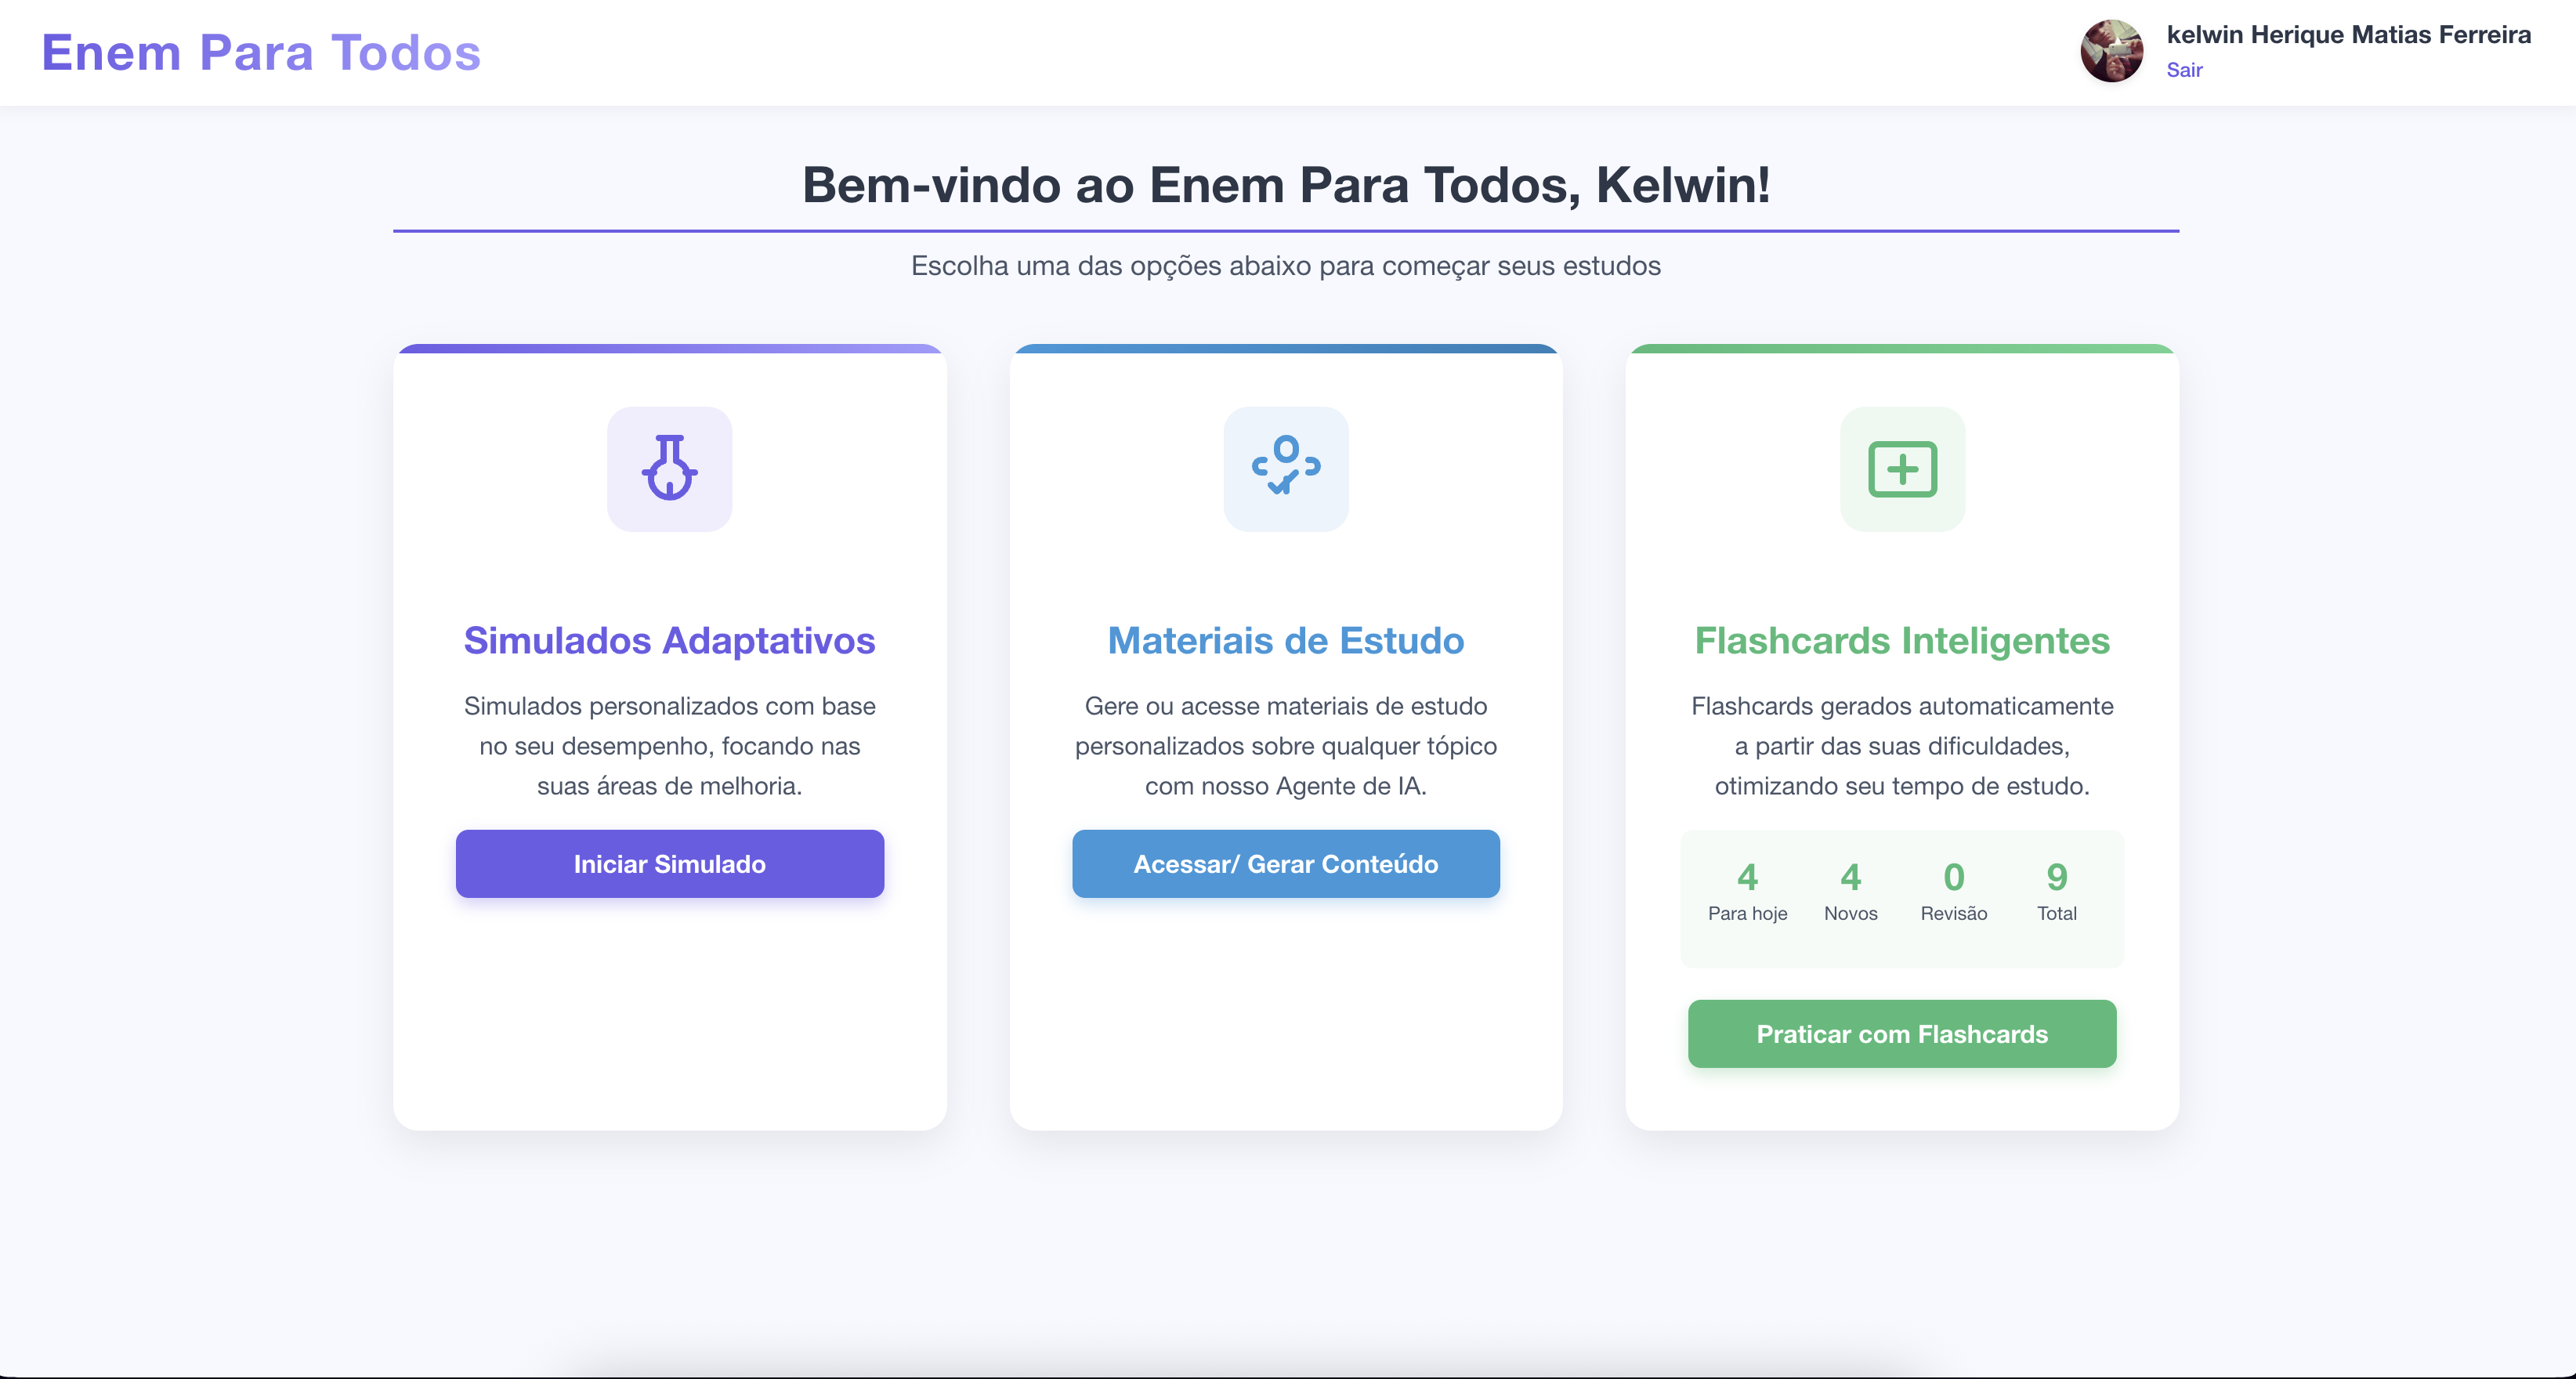 Enem Para Todos
kelwin Herique Matias Ferreira
Sair
Bem-vindo ao Enem Para Todos, Kelwin!
Escolha uma das opções abaixo para começar seus estudos
Simulados Adaptativos
Simulados personalizados com base
no seu desempenho, focando nas
suas áreas de melhoria.
Iniciar Simulado
Materiais de Estudo
Gere ou acesse materiais de estudo
personalizados sobre qualquer tópico
com nosso Agente de IA.
Acessar/ Gerar Conteúdo
Flashcards Inteligentes
Flashcards gerados automaticamente
a partir das suas dificuldades,
otimizando seu tempo de estudo.
4 4 0 9
Para hoje Novos Revisão Total
Praticar com Flashcards